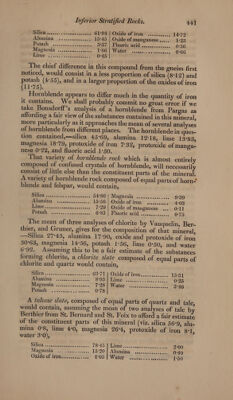 Inferior Stratified Rocks. 447
Silica 61·94 Oxide of iron 14·72
Alumina 10·45 Oxide of manganese 1·22
Potash 5·37 Fluoric acid 0·36
Magnesia 1·66 Water 0·66
Lime 0·45
The chief difference in this composition from the gneiss first
noticed, would consist in a less proportion of silica (8·12) and
potash (4·55), and in a larger proportion of the oxides of iron
(11·75).
Hornblende appears to differ much in the quantity of iron
it contains. We shall probably commit no great error if we
take Bonsdorff's analysis of a hornblende from Pargas as
affording a fair view of the substances contained in this mineral,
more particularly as it approaches the mean of several analyses
of hornblende from different places. The hornblende in ques-
tion contained,—silica 45·69, alumina 12·18, lime 13·83,
magnesia 18·79, protoxide of iron 7·32, protoxide of manga-
nese 0·22, and fluoric acid 1·50.
That variety of hornblende rock which is almost entirely
composed of confused crystals of hornblende, will necessarily
consist of little else than the constituent parts of the mineral.
A variety of hornblende rock composed of equal parts of horn-
blende and felspar, would contain,
Silica 54·86 Magnesia 9·39
Alumina 15·56 Oxide of iron 4·03
Lime 7·29 Oxide of manganese 0·11
Potash 6·83 Fluoric acid 0·75
The mean of three analyses of chlorite by Vauquelin, Ber-
thier, and Gruner, gives for the composition of that mineral,
—Silica 27·43, alumina 17·90, oxide and protoxide of iron
30·63, magnesia 14·56, potash 1·56, lime 0·50, and water
6·92. Assuming this to be a fair estimate of the substances
forming chlorite, a chlorite slate composed of equal parts of
chlorite and quartz would contain,
Silica 63·71 Oxide of iron 15·31
Alumina 8·95 Lime 0·25
Magnesia 7·28 Water 3·46
Potash 0·78
A talcose slate, composed of equal parts of quartz and talc,
would contain, assuming the mean of two analyses of talc by
Berthier from St. Bernard and St. Foix to afford a fair estimate
of the constituent parts of this mineral (viz. silica 56·9, alu-
mina 0·8, lime 4·0, magnesia 26·4, protoxide of iron 8·1,
water 3·0),
Silica 78·45 Lime 2·00
Magnesia 13·20 Alumina 0·40
Oxide of iron 4·05 Water 1·50